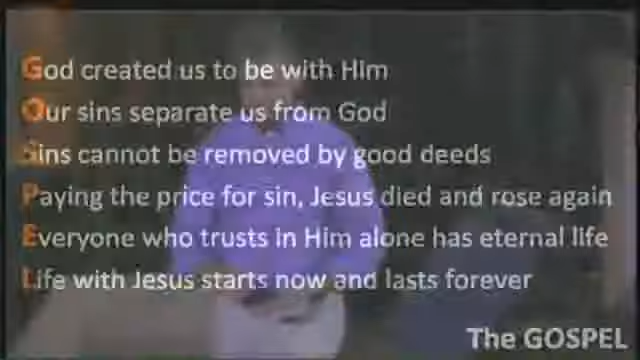 God created us to be with Him
Our sins separate us from God
Sins cannot be removed by good deeds
Paying the price for sin, Jesus died and rose again
Everyone who trusts in Him alone has eternal life
Life with Jesus starts now and lasts forever
The GOSPEL